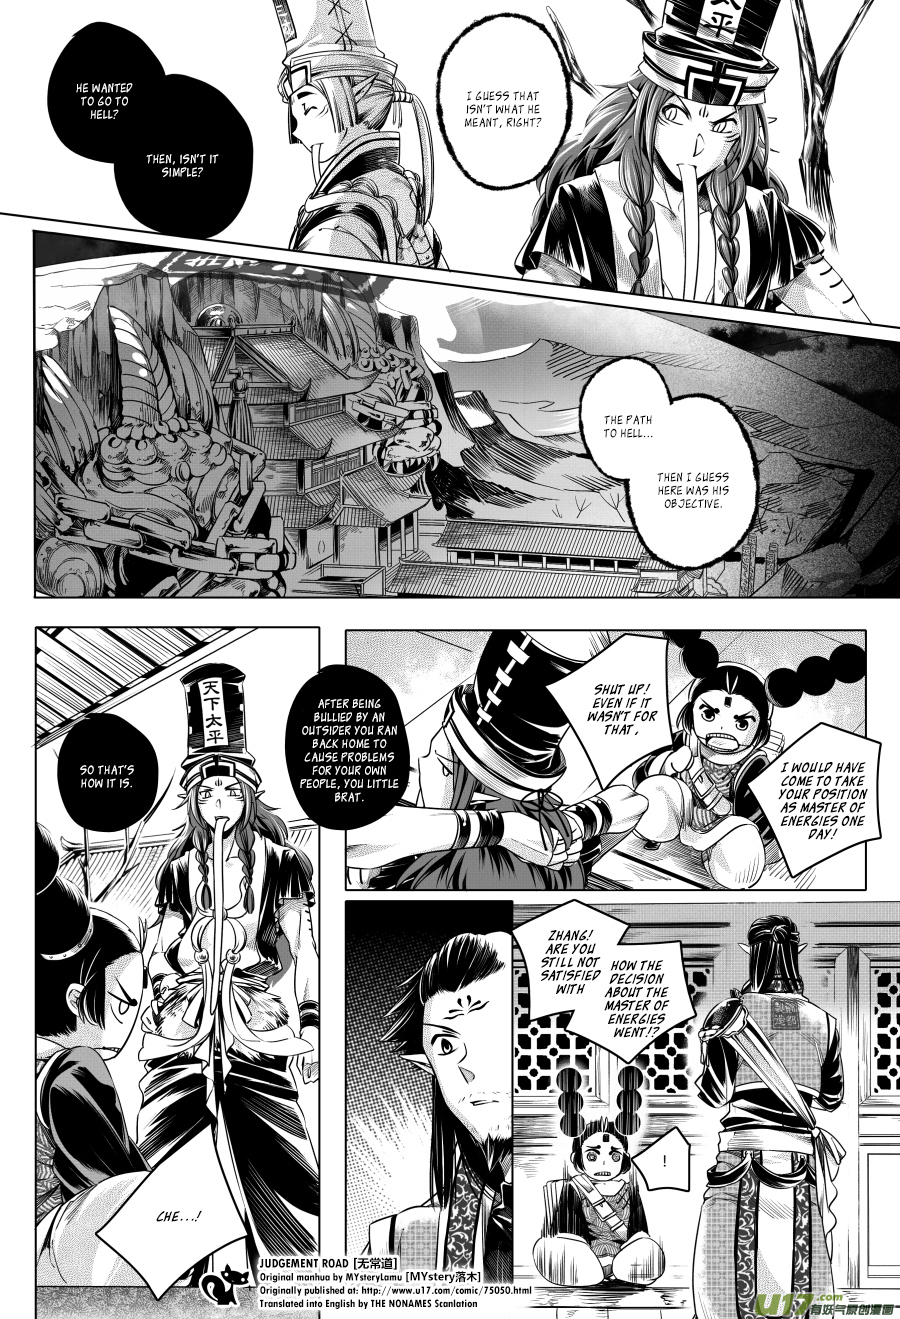 HE WANTED
TO GO TO
HELL?
THEN, ISN'T IT
SIMPLE?
I GUESS THAT
ISN'T WHAT HE
MEANT, RIGHT?
太
平
THE PATH
TO HELL...
THEN I GUESS
HERE WAS HIS
OBJECTIVE.
SO THAT'S
HOW IT IS.
天
下
太
平
CHE...!
AFTER BEING
BULLIED BY AN
OUTSIDER YOU RAN
BACK HOME TO
CAUSE PROBLEMS
FOR YOUR OWN
PEOPLE, YOU LITTLE
BRAT.
SHUT UP!
EVEN IF IT
WASN'T FOR
THAT,
I WOULD HAVE
COME TO TAKE
YOUR POSITION
AS MASTER OF
ENERGIES ONE
DAY!
ZHANG!
ARE YOU
STILL NOT
SATISFIED
WITH
HOW THE
DECISION
ABOUT THE
MASTER OF
ENERGIES
WENT!?
!
JUDGEMENT ROAD [无常道]
Original manhua by MYsteryLamu [MYstery落木]
Originally published at: http://www.u17.com/comic/75050.html
Translated into English by THE NONAMES Scanlation
U17.com
有妖气原创漫画